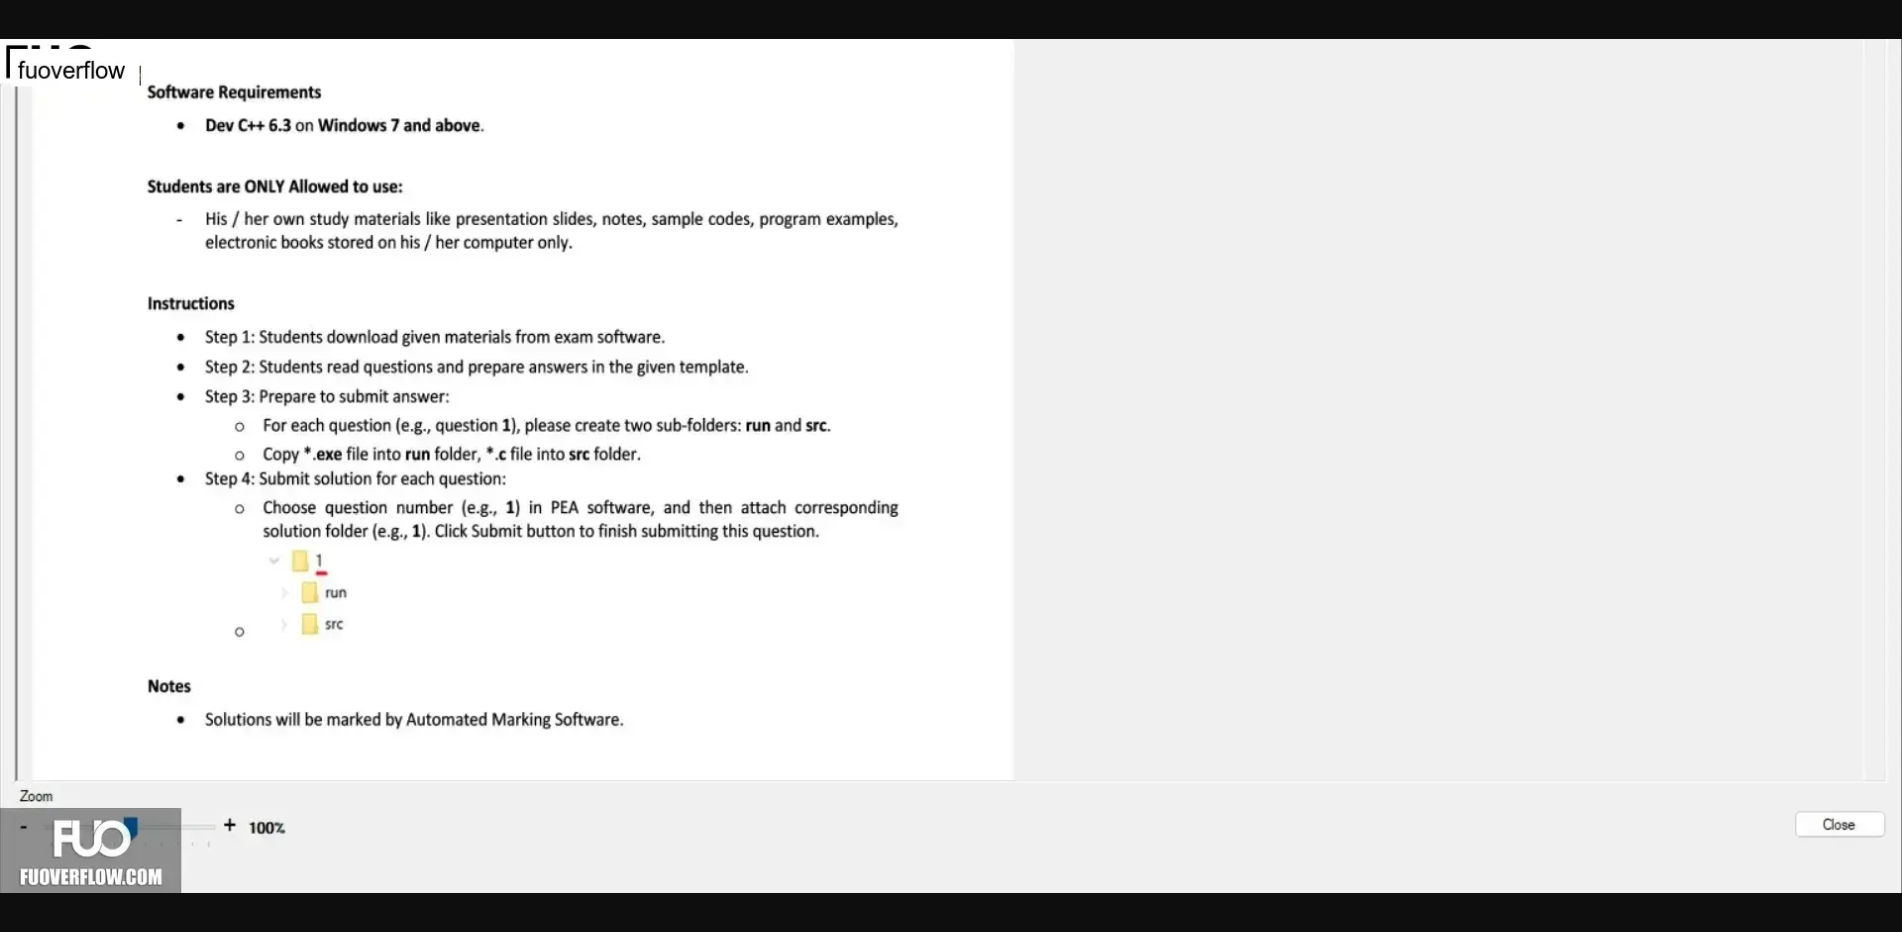 fuoverflow
Software Requirements
• Dev C++ 6.3 on Windows 7 and above.
Students are ONLY Allowed to use:
- His / her own study materials like presentation slides, notes, sample codes, program examples,
electronic books stored on his / her computer only.
Instructions
• Step 1: Students download given materials from exam software.
• Step 2: Students read questions and prepare answers in the given template.
• Step 3: Prepare to submit answer:
o For each question (e.g., question 1), please create two sub-folders: run and src.
o Copy *.exe file into run folder, *.c file into src folder.
• Step 4: Submit solution for each question:
o Choose question number (e.g., 1) in PEA software, and then attach corresponding
solution folder (e.g., 1). Click Submit button to finish submitting this question.
1
run
o src
Notes
• Solutions will be marked by Automated Marking Software.
Zoom
- + 100%
Close
FUO
FUOVERFLOW.COM